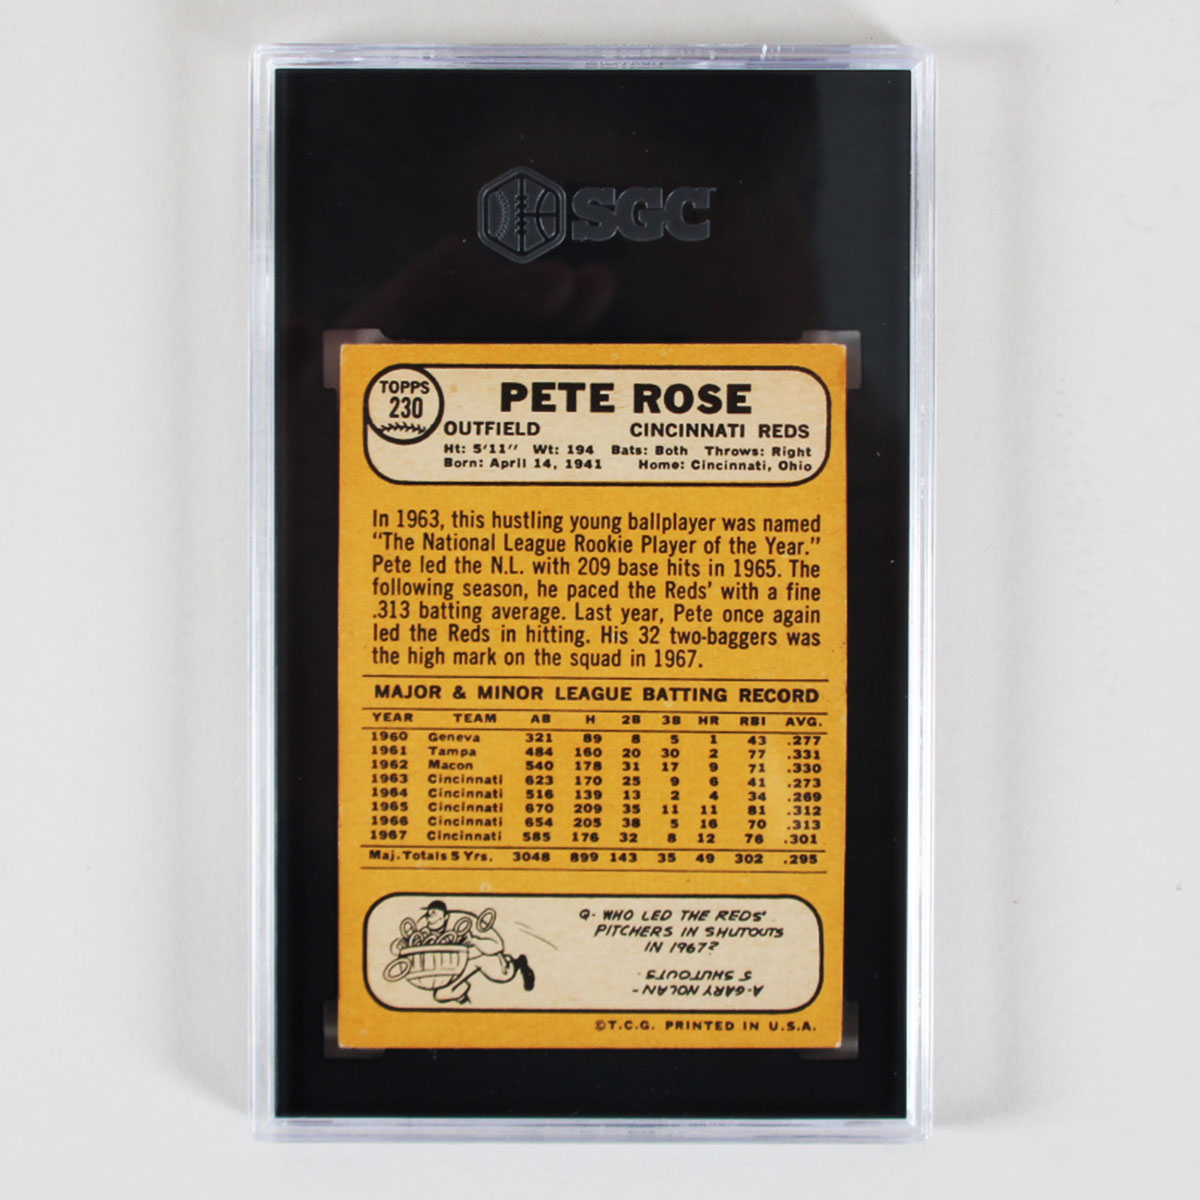 SGC
TOPPS
230
PETE ROSE
OUTFIELD CINCINNATI REDS
Ht: 5'11" Wt: 194 Bats: Both Throws: Right
Born: April 14, 1941 Home: Cincinnati, Ohio
In 1963, this hustling young ballplayer was named
"The National League Rookie Player of the Year."
Pete led the N.L. with 209 base hits in 1965. The
following season, he paced the Reds' with a fine
.313 batting average. Last year, Pete once again
led the Reds in hitting. His 32 two-baggers was
the high mark on the squad in 1967.
MAJOR & MINOR LEAGUE BATTING RECORD
YEAR TEAM AB H 2B 3B HR RBI AVG.
1960 Geneva 321 89 8 5 1 43 .277
1961 Tampa 484 160 20 30 2 77 .331
1962 Macon 540 178 31 17 9 71 .330
1963 Cincinnati 623 170 25 9 6 41 .273
1964 Cincinnati 516 139 13 2 4 34 .269
1965 Cincinnati 670 209 35 11 11 81 .312
1966 Cincinnati 654 205 38 5 16 70 .313
1967 Cincinnati 585 176 32 8 12 76 .301
Maj. Totals 5 Yrs. 3048 899 143 35 49 302 .295
Q- WHO LED THE REDS'
PITCHERS IN SHUTOUTS
IN 1967?
A-GARY NOLAN -
5 SHUTOUTS.
©T.C.G. PRINTED IN U.S.A.